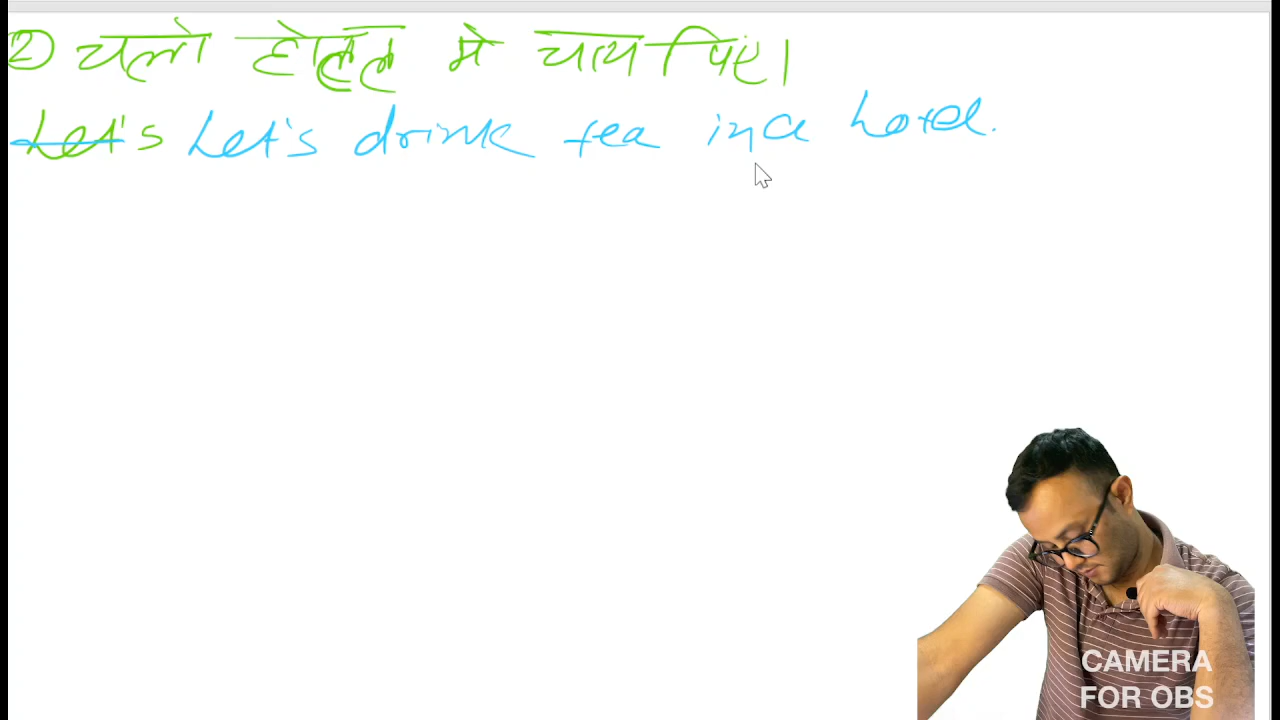 2) चलो होटल मे चाय पिएं।
Let's Let's drink tea in a hotel.
CAMERA
FOR OBS